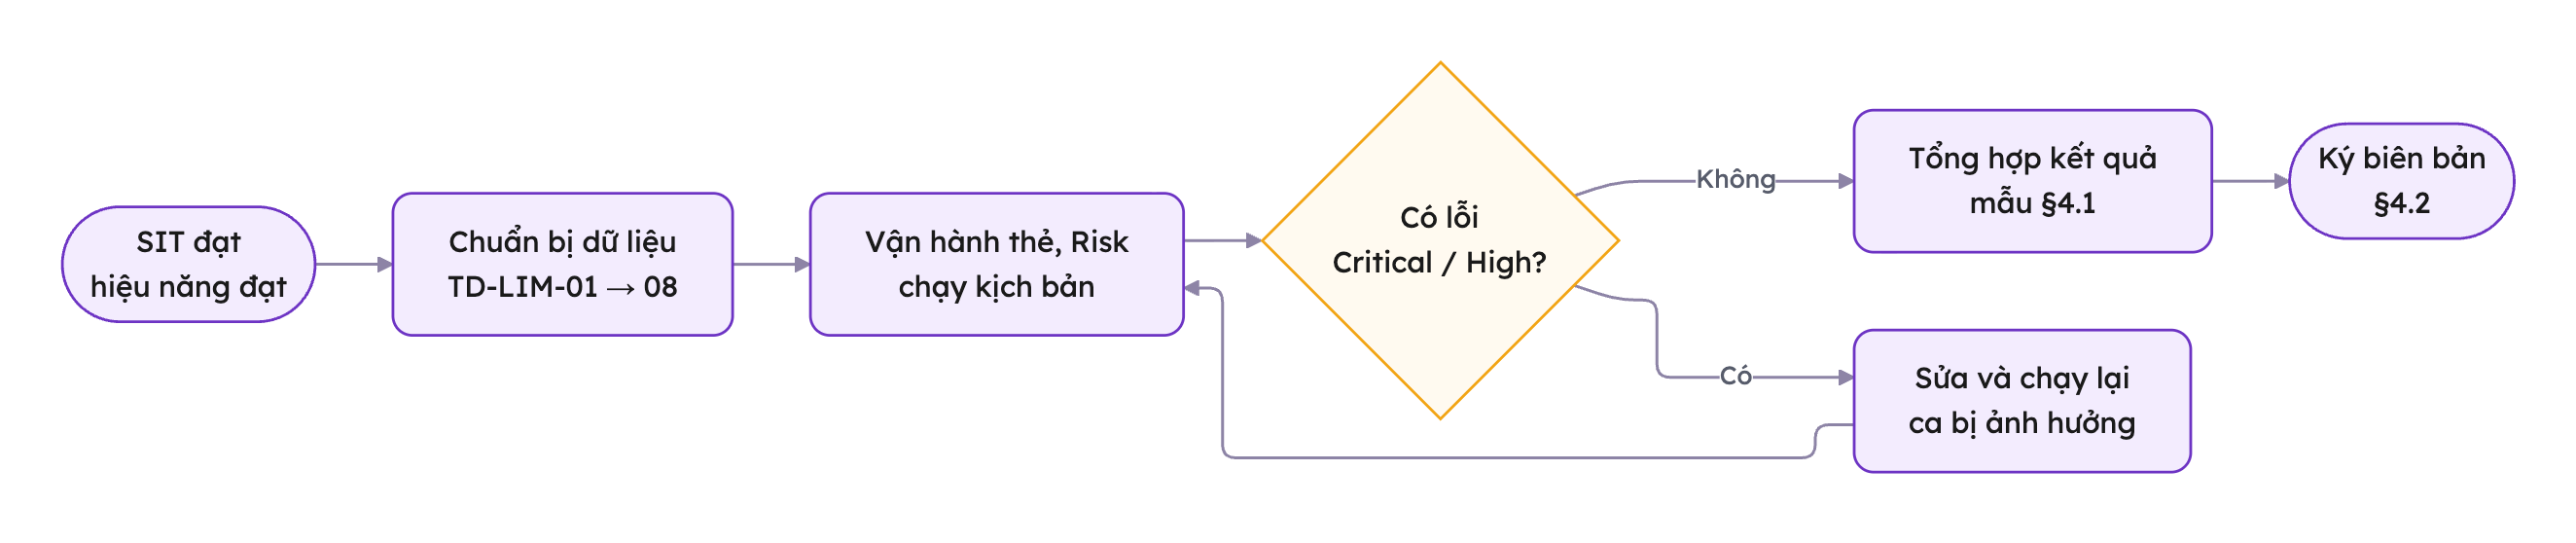 SIT đạt
hiệu năng đạt
Chuẩn bị dữ liệu
TD-LIM-01 → 08
Vận hành thẻ, Risk
chạy kịch bản
Có lỗi
Critical / High?
Không
Tổng hợp kết quả
mẫu §4.1
Ký biên bản
§4.2
Có
Sửa và chạy lại
ca bị ảnh hưởng